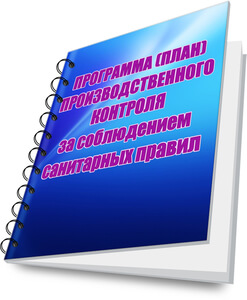 ПРОГРАММА (ПЛАН)
ПРОИЗВОДСТВЕННОГО
КОНТРОЛЯ
за соблюдением
санитарных правил